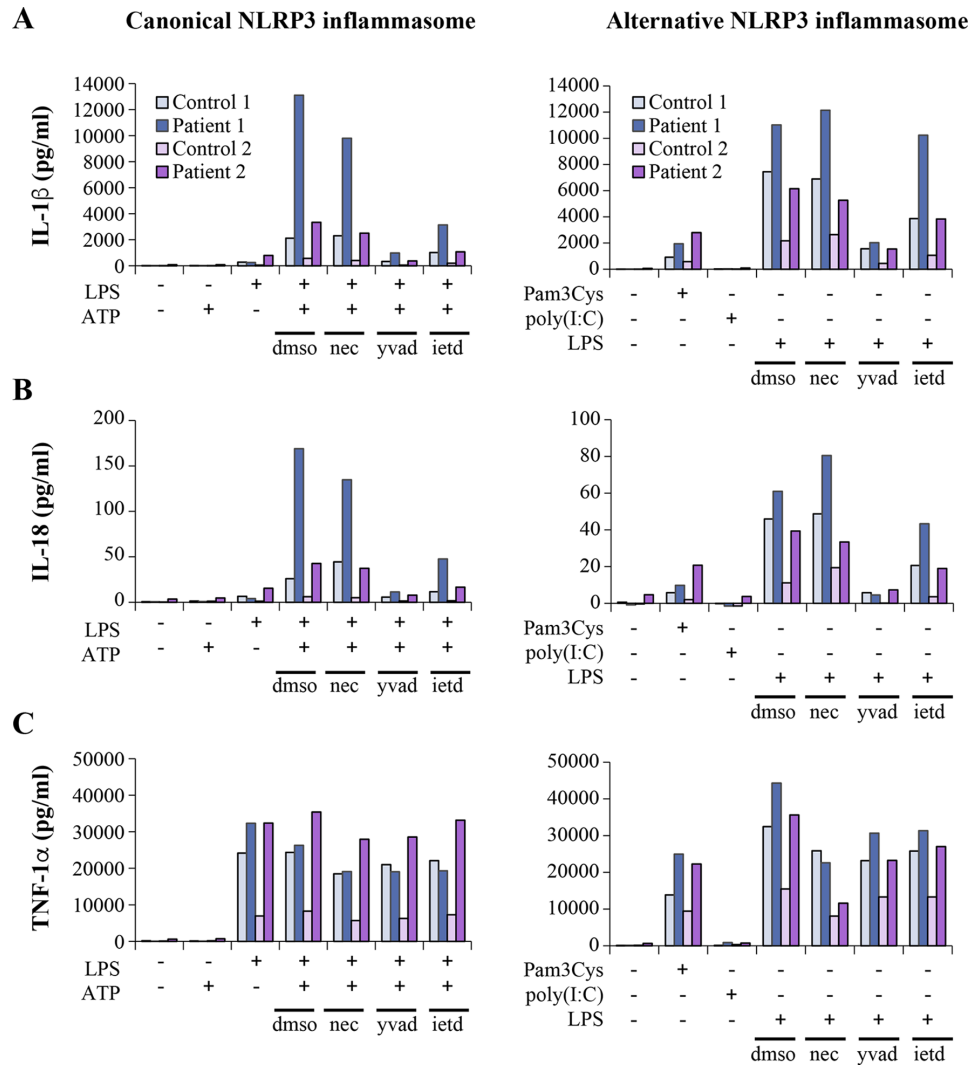 A
Canonical NLRP3 inflammasome
Alternative NLRP3 inflammasome
IL-1β (pg/ml)
14000
12000
10000
8000
6000
4000
2000
0
Control 1
Patient 1
Control 2
Patient 2
LPS - - + + + + +
ATP - + - + + + +
dmso nec yvad ietd
14000
12000
10000
8000
6000
4000
2000
0
Control 1
Patient 1
Control 2
Patient 2
Pam3Cys - + - - - - -
poly(I:C) - - + - - - -
LPS - - - + + + +
dmso nec yvad ietd
B
IL-18 (pg/ml)
200
150
100
50
0
LPS - - + + + + +
ATP - + - + + + +
dmso nec yvad ietd
100
80
60
40
20
0
Pam3Cys - + - - - - -
poly(I:C) - - + - - - -
LPS - - - + + + +
dmso nec yvad ietd
C
TNF-1α (pg/ml)
50000
40000
30000
20000
10000
0
LPS - - + + + + +
ATP - + - + + + +
dmso nec yvad ietd
50000
40000
30000
20000
10000
0
Pam3Cys - + - - - - -
poly(I:C) - - + - - - -
LPS - - - + + + +
dmso nec yvad ietd